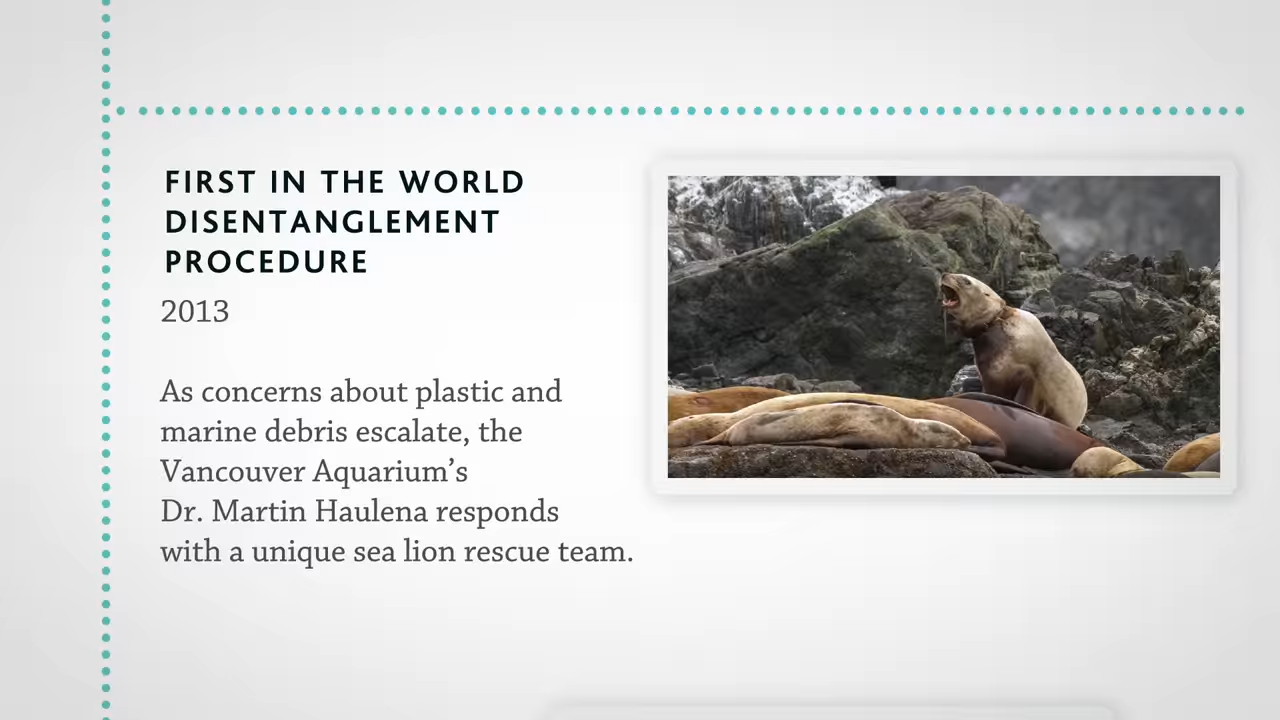 FIRST IN THE WORLD
DISENTANGLEMENT
PROCEDURE
2013
As concerns about plastic and
marine debris escalate, the
Vancouver Aquarium’s
Dr. Martin Haulena responds
with a unique sea lion rescue team.